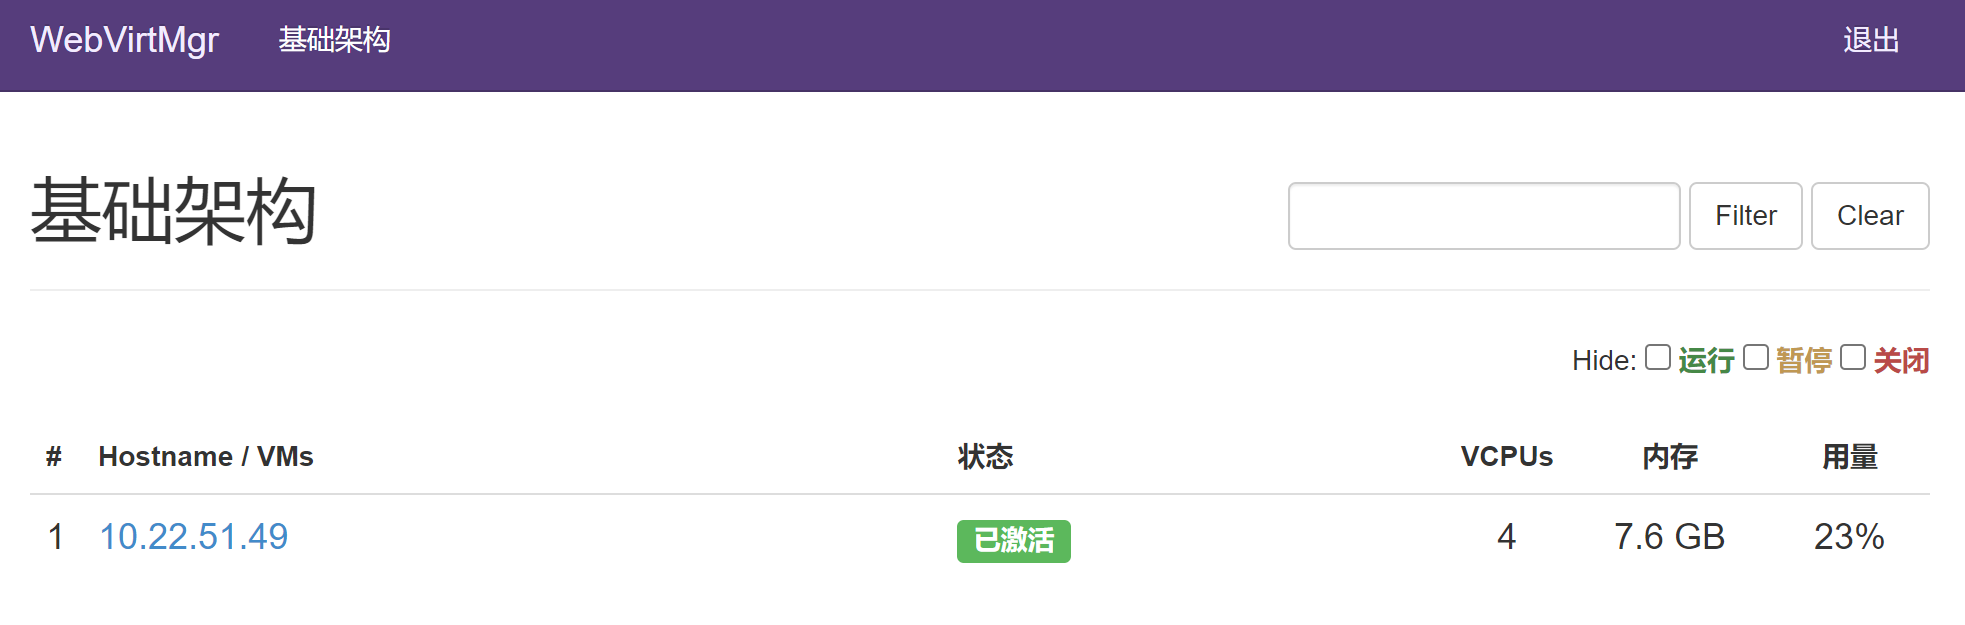 WebVirtMgr 基础架构 退出
基础架构 Filter Clear
Hide: 运行 暂停 关闭
# Hostname / VMs 状态 VCPUs 内存 用量
1 10.22.51.49 已激活 4 7.6 GB 23%